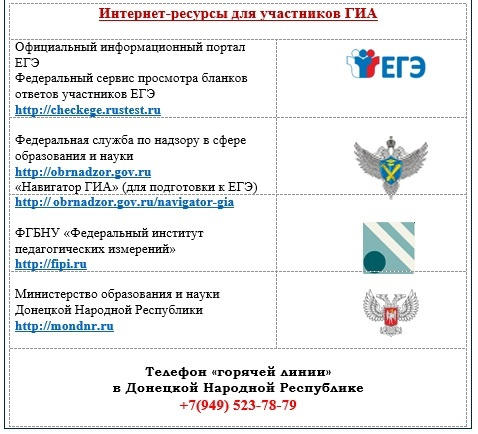 Интернет-ресурсы для участников ГИА
Официальный информационный портал
ЕГЭ
Федеральный сервис просмотра бланков
ответов участников ЕГЭ
http://checkege.rustest.ru
ЕГЭ
Федеральная служба по надзору в сфере
образования и науки
http://obrnadzor.gov.ru
«Навигатор ГИА» (для подготовки к ЕГЭ)
http:// obrnadzor.gov.ru/navigator-gia
ФГБНУ «Федеральный институт
педагогических измерений»
http://fipi.ru
Министерство образования и науки
Донецкой Народной Республики
http://mondnr.ru
Телефон «горячей линии»
в Донецкой Народной Республике
+7(949) 523-78-79